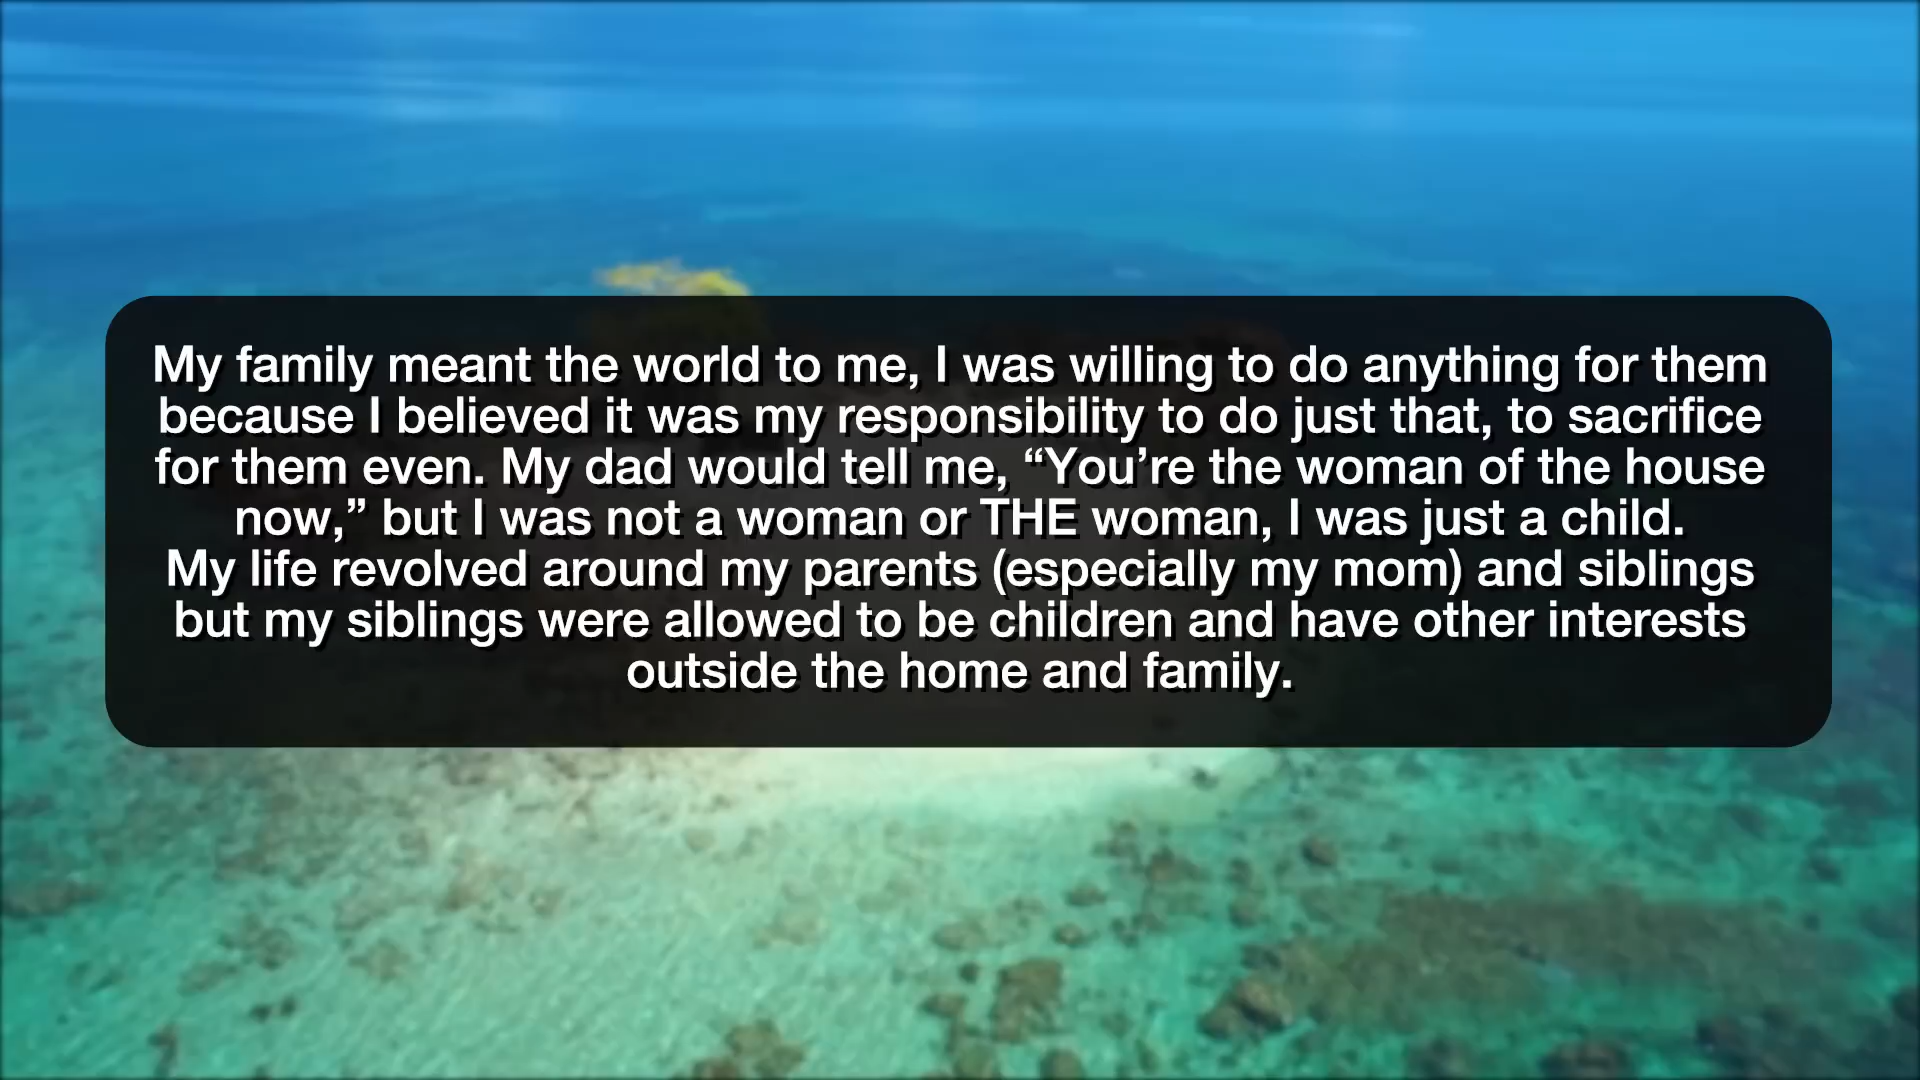 My family meant the world to me, I was willing to do anything for them
because I believed it was my responsibility to do just that, to sacrifice
for them even. My dad would tell me, “You’re the woman of the house
now,” but I was not a woman or THE woman, I was just a child.
My life revolved around my parents (especially my mom) and siblings
but my siblings were allowed to be children and have other interests
outside the home and family.